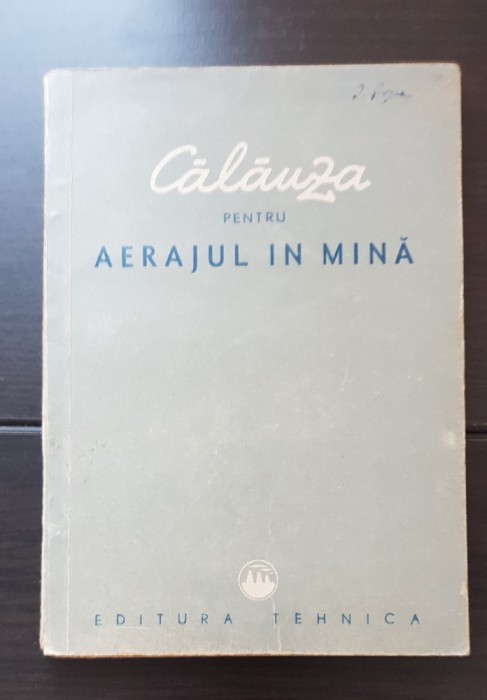 Călăuza
PENTRU
AERAJUL IN MINĂ
EDITURA TEHNICA